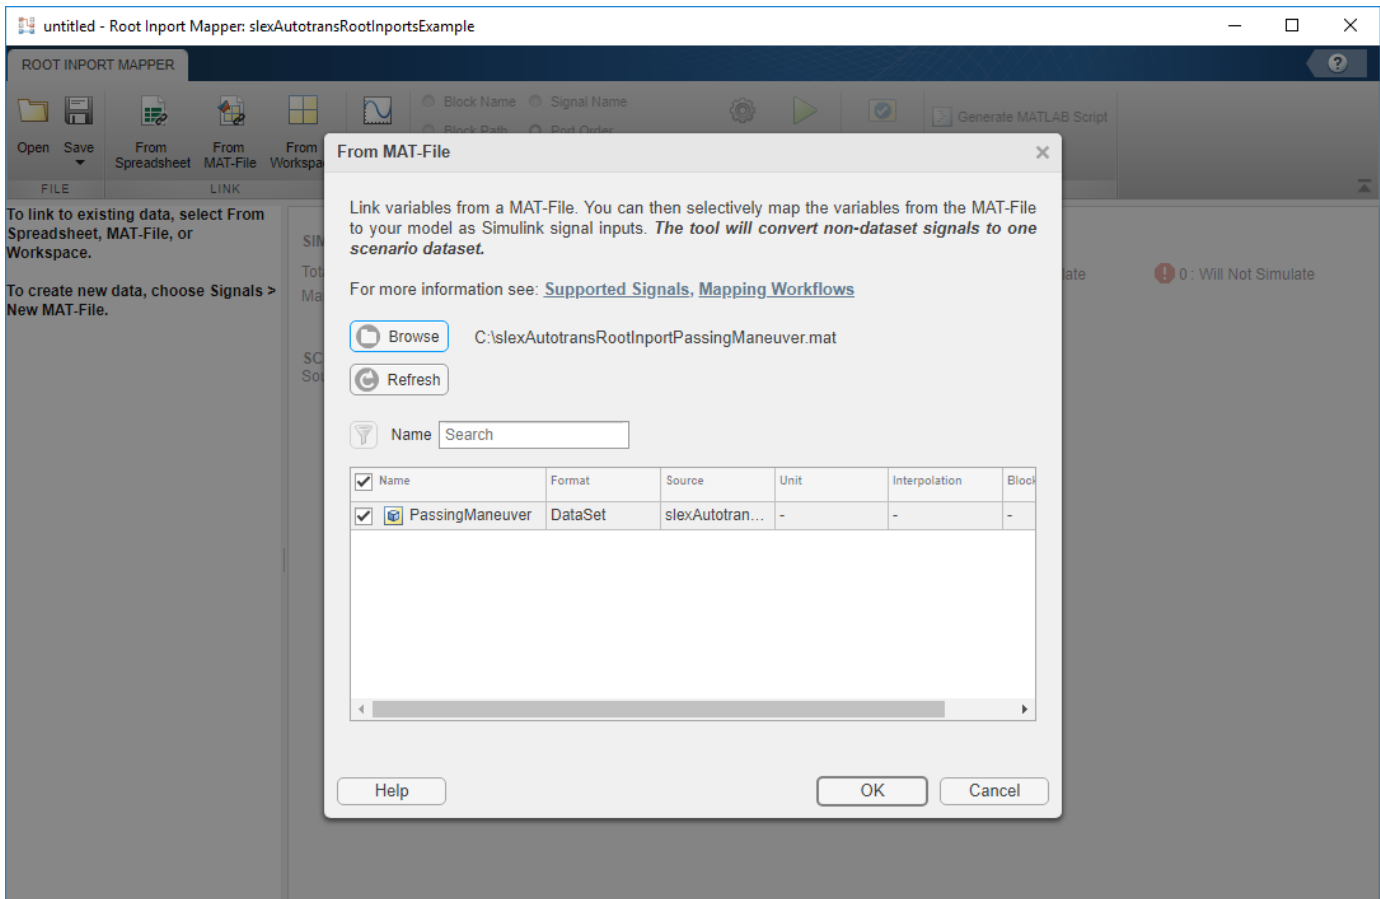 untitled - Root Inport Mapper: slexAutotransRootInportsExample
ROOT INPORT MAPPER
?
Block Name Signal Name
Block Path Port Order
Generate MATLAB Script
Open Save From Spreadsheet From MAT-File From
FILE LINK
From MAT-File
To link to existing data, select From
Spreadsheet, MAT-File, or
Workspace.
To create new data, choose Signals >
New MAT-File.
0 : Will Not Simulate
Link variables from a MAT-File. You can then selectively map the variables from the MAT-File
to your model as Simulink signal inputs. The tool will convert non-dataset signals to one
scenario dataset.
For more information see: Supported Signals, Mapping Workflows
Browse C:\slexAutotransRootInportPassingManeuver.mat
Refresh
Name Search
Name Format Source Unit Interpolation Block
PassingManeuver DataSet slexAutotran... - - -
Help OK Cancel